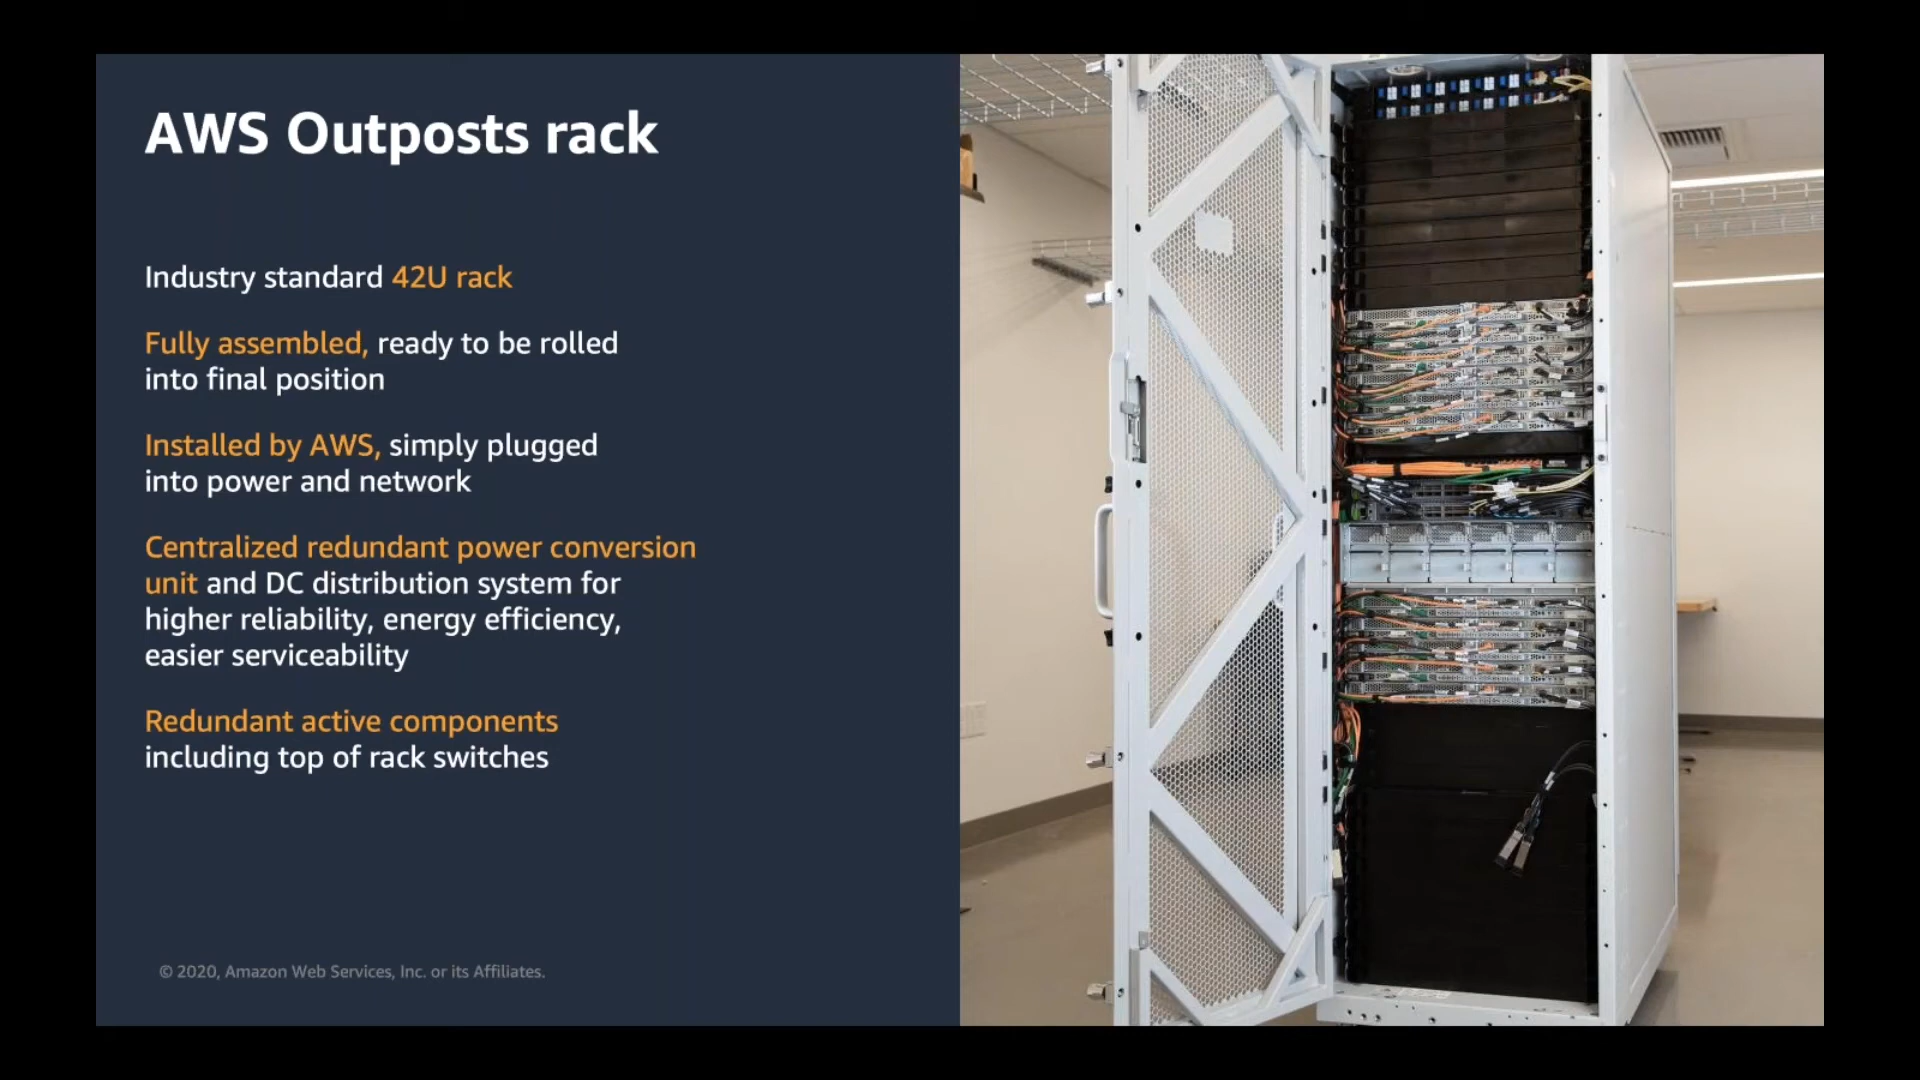 AWS Outposts rack
Industry standard 42U rack
Fully assembled, ready to be rolled
into final position
Installed by AWS, simply plugged
into power and network
Centralized redundant power conversion
unit and DC distribution system for
higher reliability, energy efficiency,
easier serviceability
Redundant active components
including top of rack switches
© 2020, Amazon Web Services, Inc. or its Affiliates.